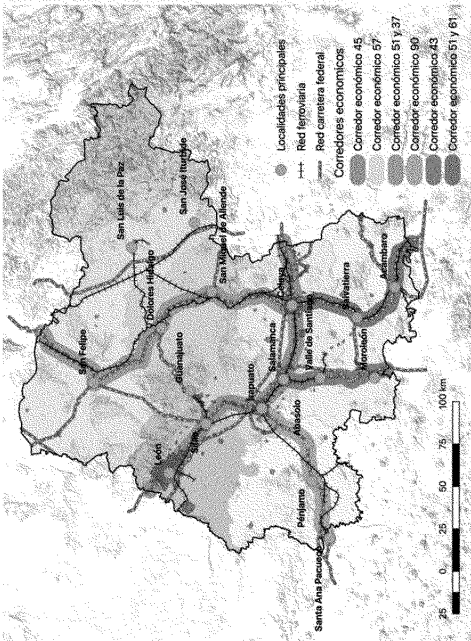 San Felipe
San Luis de la Paz
Dolores Hidalgo
San José Iturbide
León
Guanajuato
San Miguel de Allende
Silao
Irapuato
Salamanca
Celaya
Abasolo
Valle de Santiago
Pénjamo
Salvatierra
Santa Ana Pacueco
Moroleón
Acámbaro
Localidades principales
Red ferroviaria
Red carretera federal
Corredores economicos
Corredor económico 45
Corredor económico 57
Corredor económico 51 y 37
Corredor económico 90
Corredor económico 43
Corredor económico 51 y 61
25 0 25 50 75 100 km